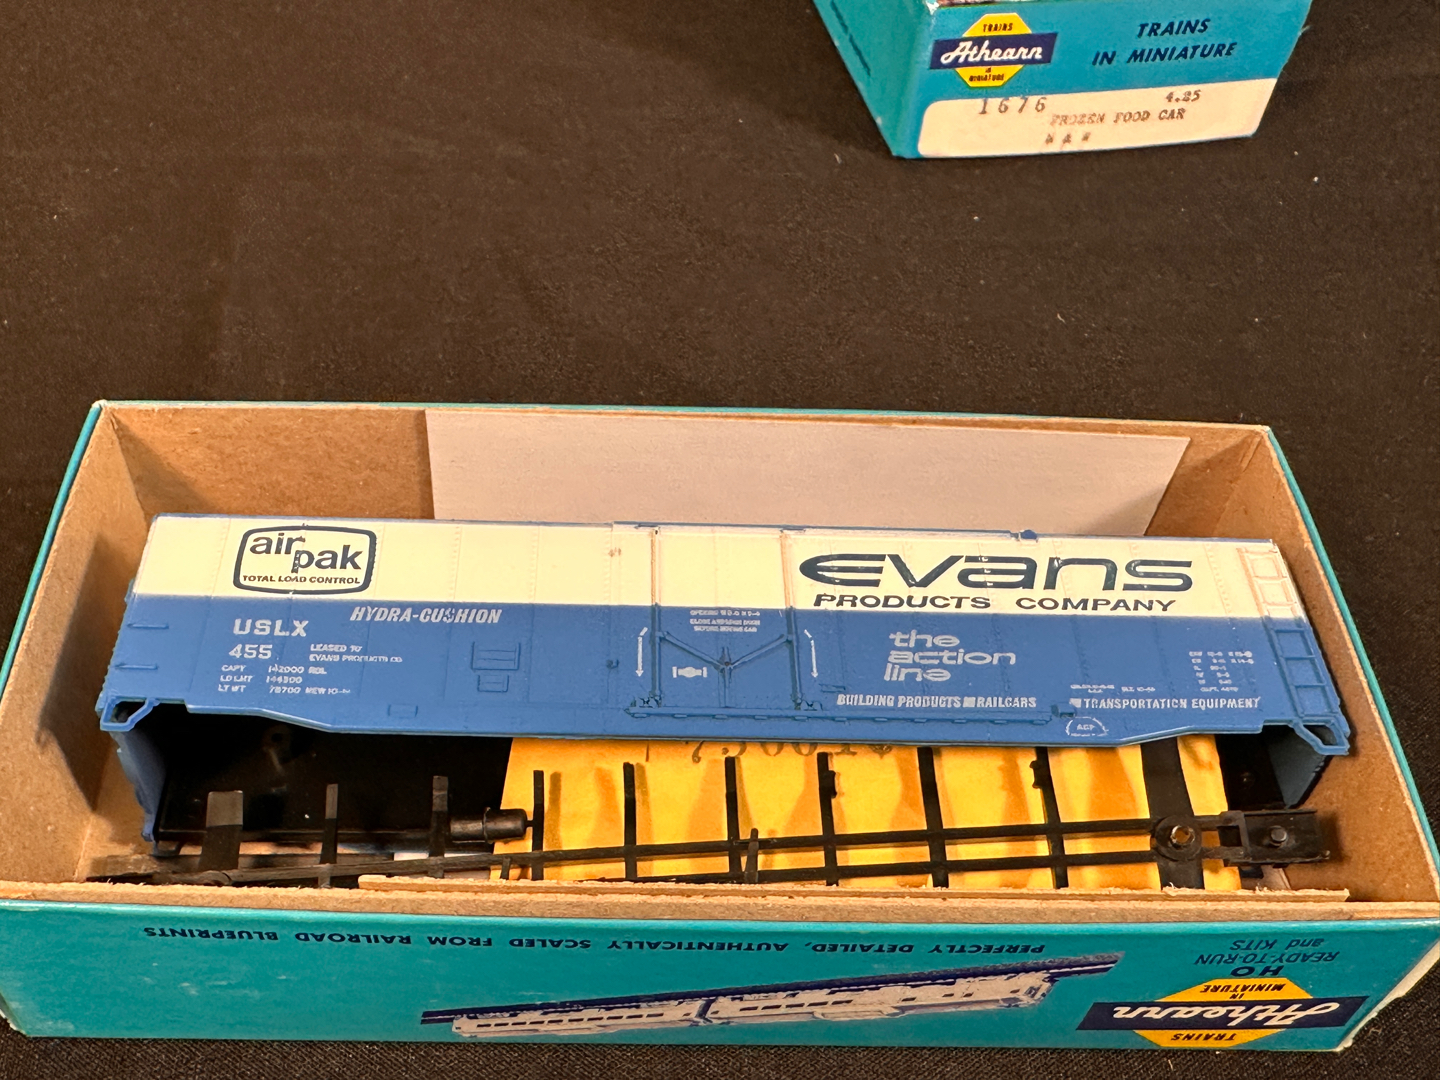 TRAINS
Athearn
IN
MINIATURE
TRAINS
IN MINIATURE
1676 4.25
FROZEN FOOD CAR
air pak
TOTAL LOAD CONTROL
HYDRA-CUSHION
USLX
455
LEASED TO
EVANS PRODUCTS CO
CAPY 142000
LD LMT 144300
LT WT 75700 NEW
evans
PRODUCTS COMPANY
the
action
line
BUILDING PRODUCTS RAILCARS
TRANSPORTATION EQUIPMENT
ACF
PERFECTLY DETAILED, AUTHENTICALLY SCALED FROM RAILROAD BLUEPRINTS
HO
READY-TO-RUN
and KITS
TRAINS
Athearn
IN
MINIATURE